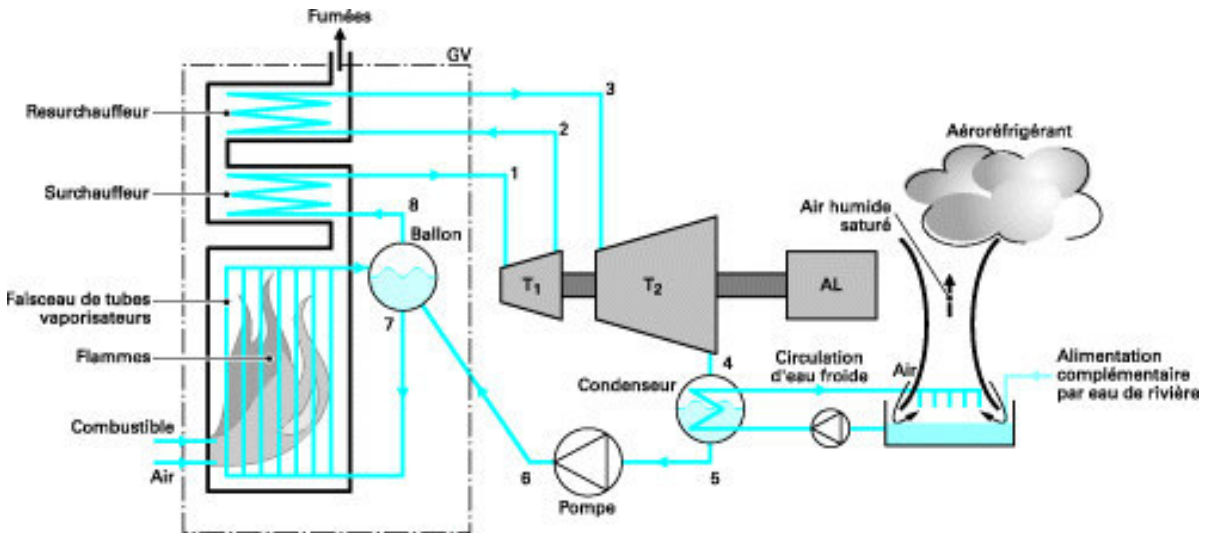 Fumées
GV
Resurchauffeur
3
2
Surchauffeur
1
8
Ballon
Faisceau de tubes
vaporisateurs
Flammes
7
Combustible
Air
T1
T2
AL
4
Condenseur
5
6
Pompe
Circulation
d'eau froide
Aéroréfrigérant
Air humide
saturé
Air
Alimentation
complémentaire
par eau de rivière